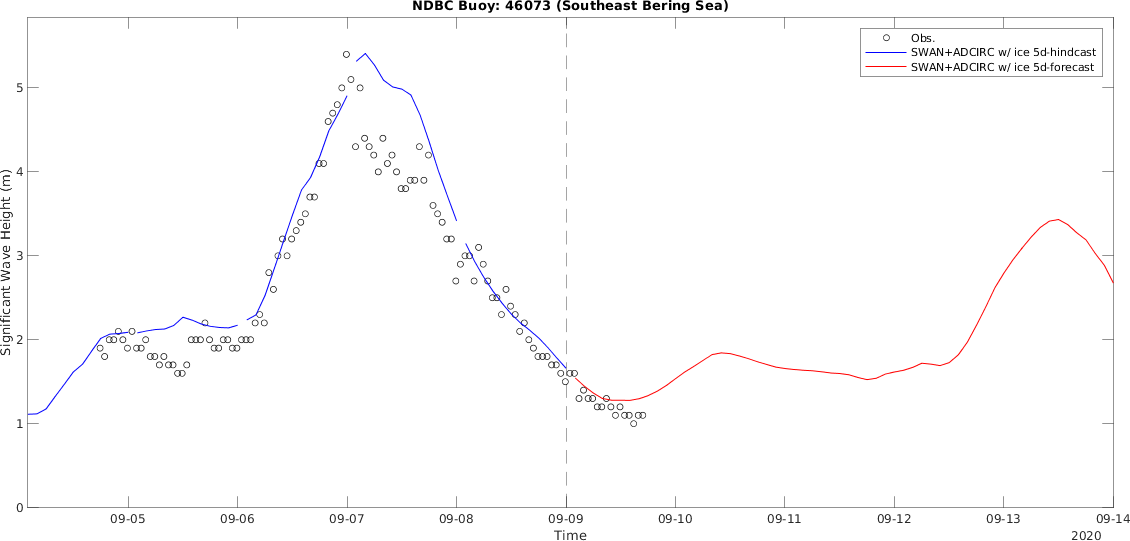 NDBC Buoy: 46073 (Southeast Bering Sea)
Obs.
SWAN+ADCIRC w/ ice 5d-hindcast
SWAN+ADCIRC w/ ice 5d-forecast
Significant Wave Height (m)
5
4
3
2
1
0
09-05 09-06 09-07 09-08 09-09 09-10 09-11 09-12 09-13 09-14
Time
2020